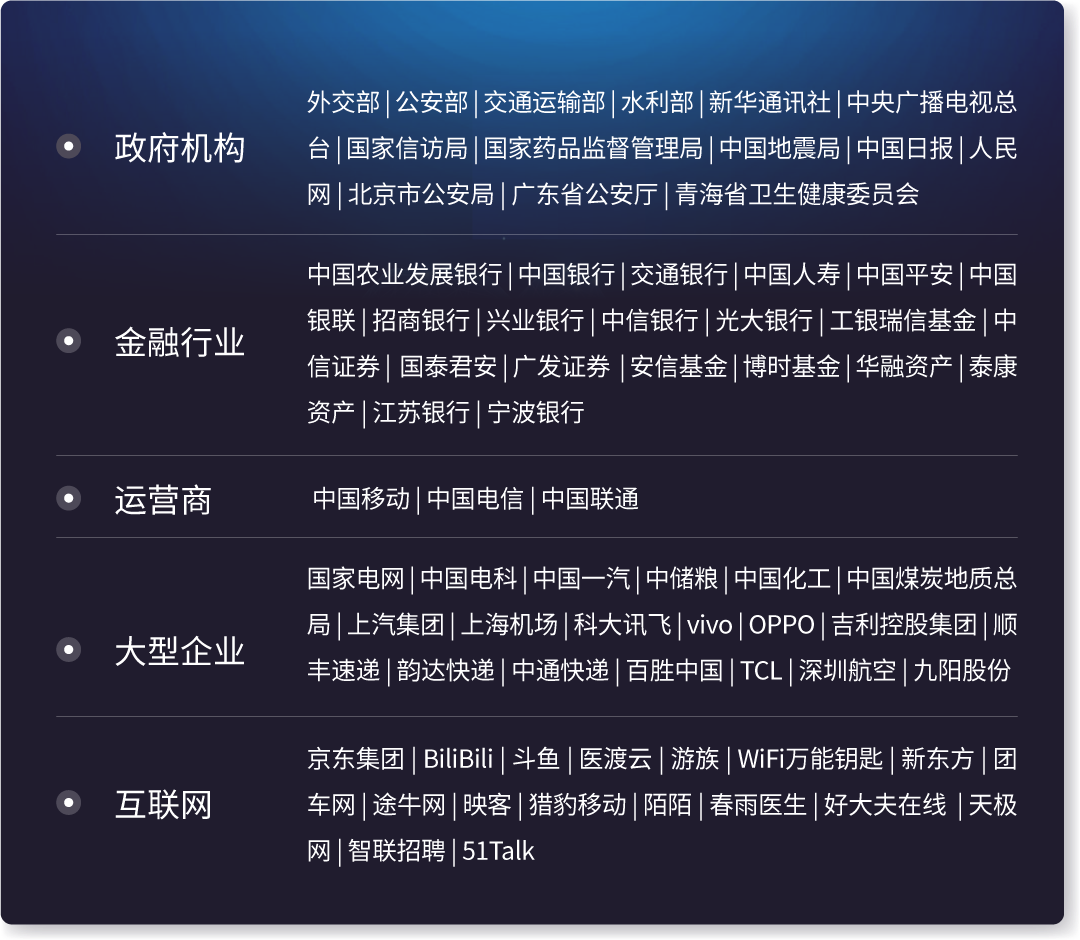 政府机构
外交部 | 公安部 | 交通运输部 | 水利部 | 新华通讯社 | 中央广播电视总
台 | 国家信访局 | 国家药品监督管理局 | 中国地震局 | 中国日报 | 人民
网 | 北京市公安局 | 广东省公安厅 | 青海省卫生健康委员会
金融行业
中国农业发展银行 | 中国银行 | 交通银行 | 中国人寿 | 中国平安 | 中国
银联 | 招商银行 | 兴业银行 | 中信银行 | 光大银行 | 工银瑞信基金 | 中
信证券 | 国泰君安 | 广发证券 | 安信基金 | 博时基金 | 华融资产 | 泰康
资产 | 江苏银行 | 宁波银行
运营商
中国移动 | 中国电信 | 中国联通
大型企业
国家电网 | 中国电科 | 中国一汽 | 中储粮 | 中国化工 | 中国煤炭地质总
局 | 上汽集团 | 上海机场 | 科大讯飞 | vivo | OPPO | 吉利控股集团 | 顺
丰速递 | 韵达快递 | 中通快递 | 百胜中国 | TCL | 深圳航空 | 九阳股份
互联网
京东集团 | BiliBili | 斗鱼 | 医渡云 | 游族 | WiFi万能钥匙 | 新东方 | 团
车网 | 途牛网 | 映客 | 猎豹移动 | 陌陌 | 春雨医生 | 好大夫在线 | 天极
网 | 智联招聘 | 51Talk